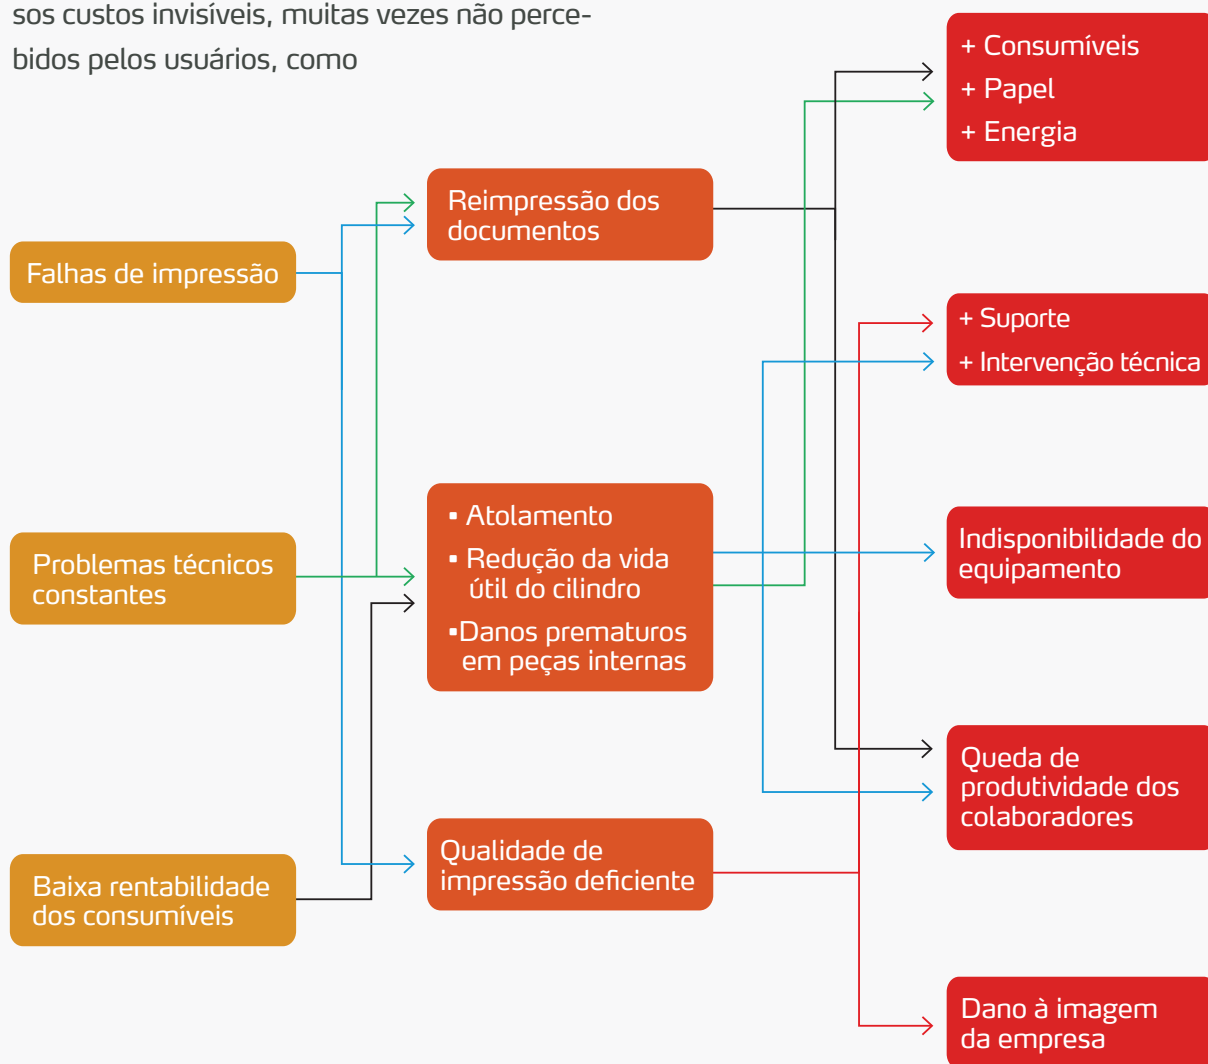 sos custos invisíveis, muitas vezes não perce-
bidos pelos usuários, como
Falhas de impressão
Problemas técnicos
constantes
Baixa rentabilidade
dos consumíveis
Reimpressão dos
documentos
▪ Atolamento
▪ Redução da vida
útil do cilindro
▪Danos prematuros
em peças internas
Qualidade de
impressão deficiente
+ Consumíveis
+ Papel
+ Energia
+ Suporte
+ Intervenção técnica
Indisponibilidade do
equipamento
Queda de
produtividade dos
colaboradores
Dano à imagem
da empresa